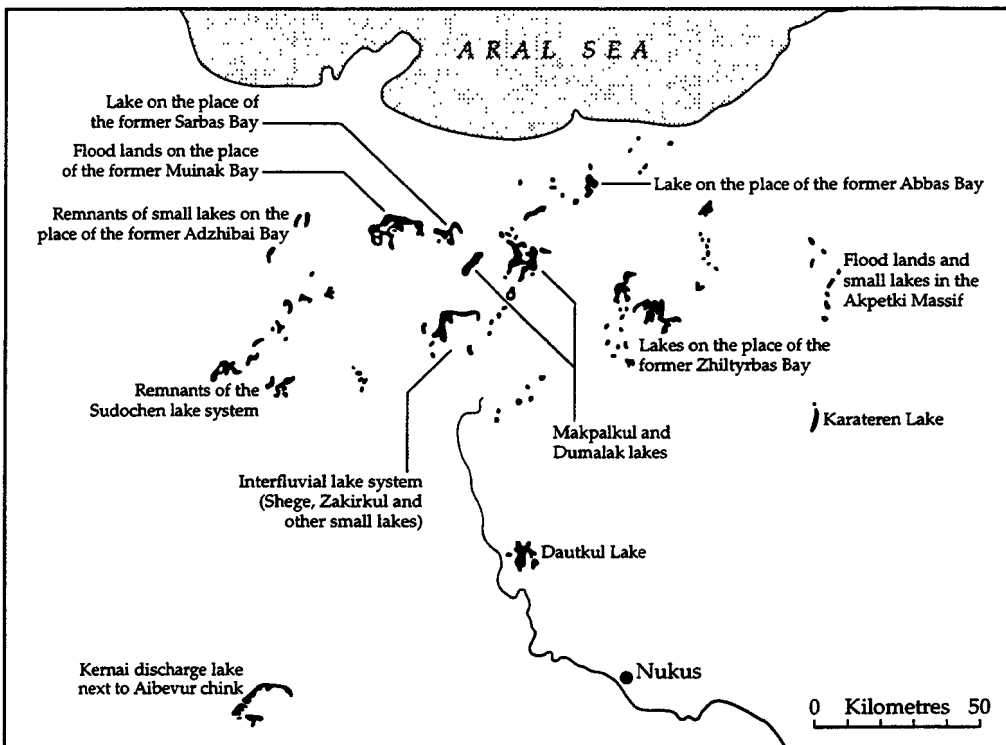 ARAL SEA
Lake on the place of
the former Sarbas Bay
Flood lands on the place
of the former Muinak Bay
Lake on the place of the former Abbas Bay
Remnants of small lakes on the
place of the former Adzhibai Bay
Flood lands and
small lakes in the
Akpetki Massif
Lakes on the place of the
former Zhiltyrbas Bay
Remnants of the
Sudochen lake system
Karateren Lake
Makpalkul and
Dumalak lakes
Interfluvial lake system
(Shege, Zakirkul and
other small lakes)
Dautkul Lake
Kernai discharge lake
next to Aibevur chink
Nukus
0 Kilometres 50